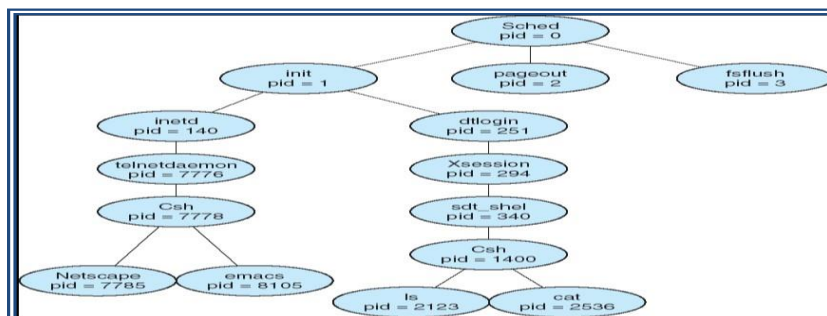 Sched
pid = 0
init
pid = 1
pageout
pid = 2
fsflush
pid = 3
inetd
pid = 140
dtlogin
pid = 251
telnetdaemon
pid = 7776
Xsession
pid = 294
Csh
pid = 7778
sdt_shel
pid = 340
Csh
pid = 1400
Netscape
pid = 7785
emacs
pid = 8105
ls
pid = 2123
cat
pid = 2536